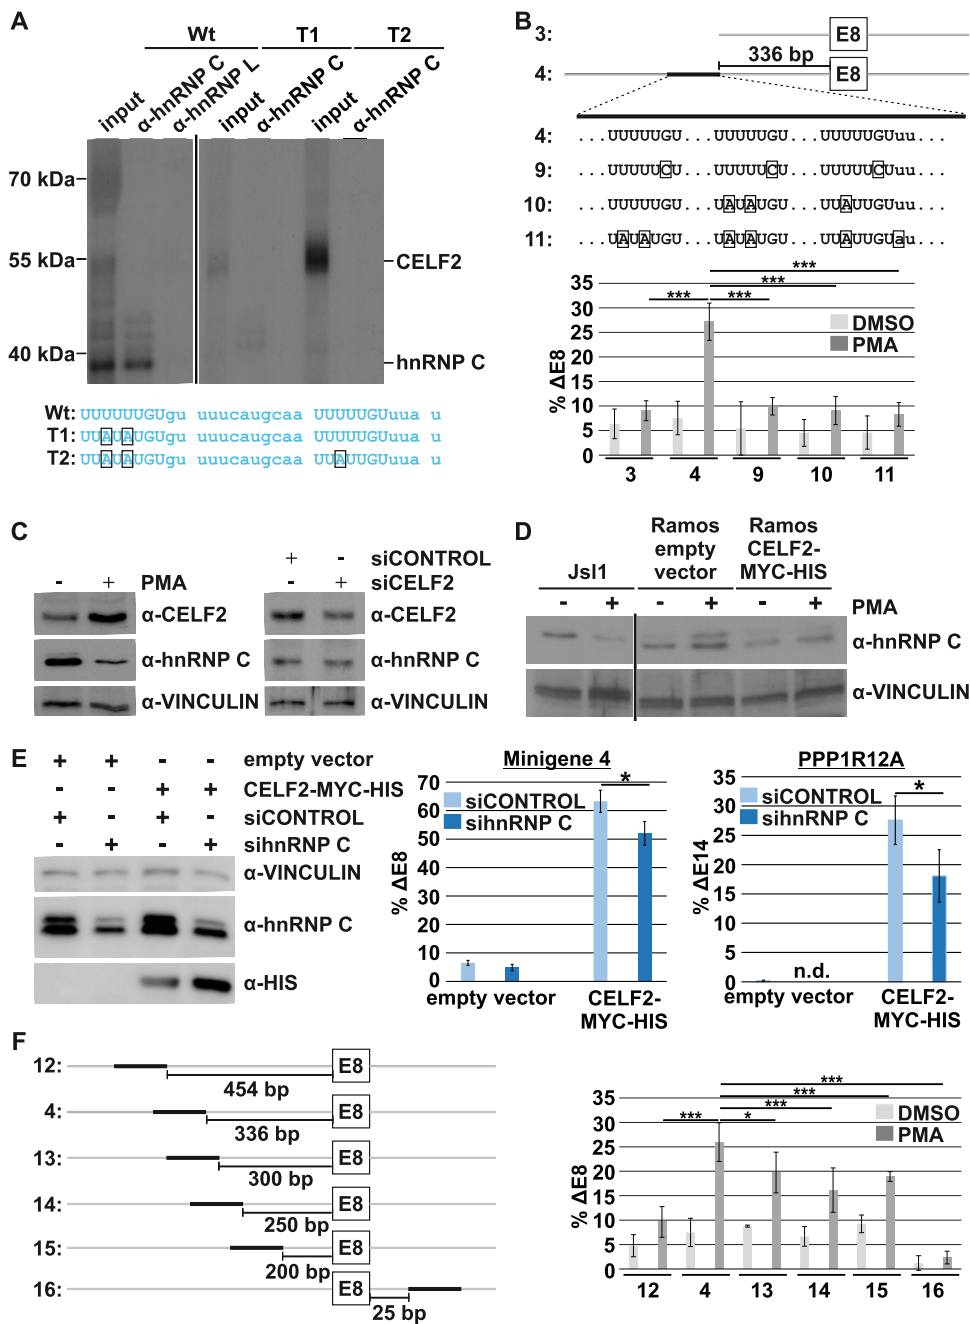 A
Wt
T1
T2
input
α-hnRNP C
α-hnRNP L
input
α-hnRNP C
input
α-hnRNP C
70 kDa
55 kDa
40 kDa
CELF2
hnRNP C
Wt: UUUUUUGUgu uuucaugcaa UUUUUGUuua u
T1: UUAUAUGUgu uuucaugcaa UUUUUGUuua u
T2: UUAUAUGUgu uuucaugcaa UUAUUGUuua u
B
3:
E8
336 bp
4:
E8
4: ...UUUUUGU...UUUUUGU...UUUUUGUuu...
9: ...UUUUUCU...UUUUUCU...UUUUUCUuu...
10: ...UUUUUGU...UAUAUGU...UUAUUGUuu...
11: ...UAUAUGU...UAUAUGU...UUAUUGUau...
% ΔE8
35
30
25
20
15
10
5
0
***
***
***
***
DMSO
PMA
3 4 9 10 11
C
- + PMA
α-CELF2
α-hnRNP C
α-VINCULIN
+ - siCONTROL
- + siCELF2
α-CELF2
α-hnRNP C
α-VINCULIN
D
Jsl1
Ramos empty vector
Ramos CELF2-MYC-HIS
- + - + - + PMA
α-hnRNP C
α-VINCULIN
E
+ + - - empty vector
- - + + CELF2-MYC-HIS
+ - + - siCONTROL
- + - + sihnRNP C
α-VINCULIN
α-hnRNP C
α-HIS
Minigene 4
% ΔE8
70
60
50
40
30
20
10
0
siCONTROL
sihnRNP C
*
empty vector
CELF2-MYC-HIS
PPP1R12A
% ΔE14
35
30
25
20
15
10
5
0
siCONTROL
sihnRNP C
*
n.d.
empty vector
CELF2-MYC-HIS
F
12: E8
454 bp
4: E8
336 bp
13: E8
300 bp
14: E8
250 bp
15: E8
200 bp
16: E8
25 bp
% ΔE8
35
30
25
20
15
10
5
0
***
***
***
*** *
DMSO
PMA
12 4 13 14 15 16